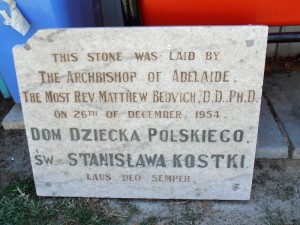 THIS STONE WAS LAID BY
THE ARCHBISHOP OF ADELAIDE.
THE MOST REV. MATTHEW BEOVICH, D.D. PH.D.
ON 26TH OF DECEMBER, 1954.
DOM DZIECKA POLSKIEGO.
ŚW. STANISŁAWA KOSTKI
LAUS DEO SEMPER